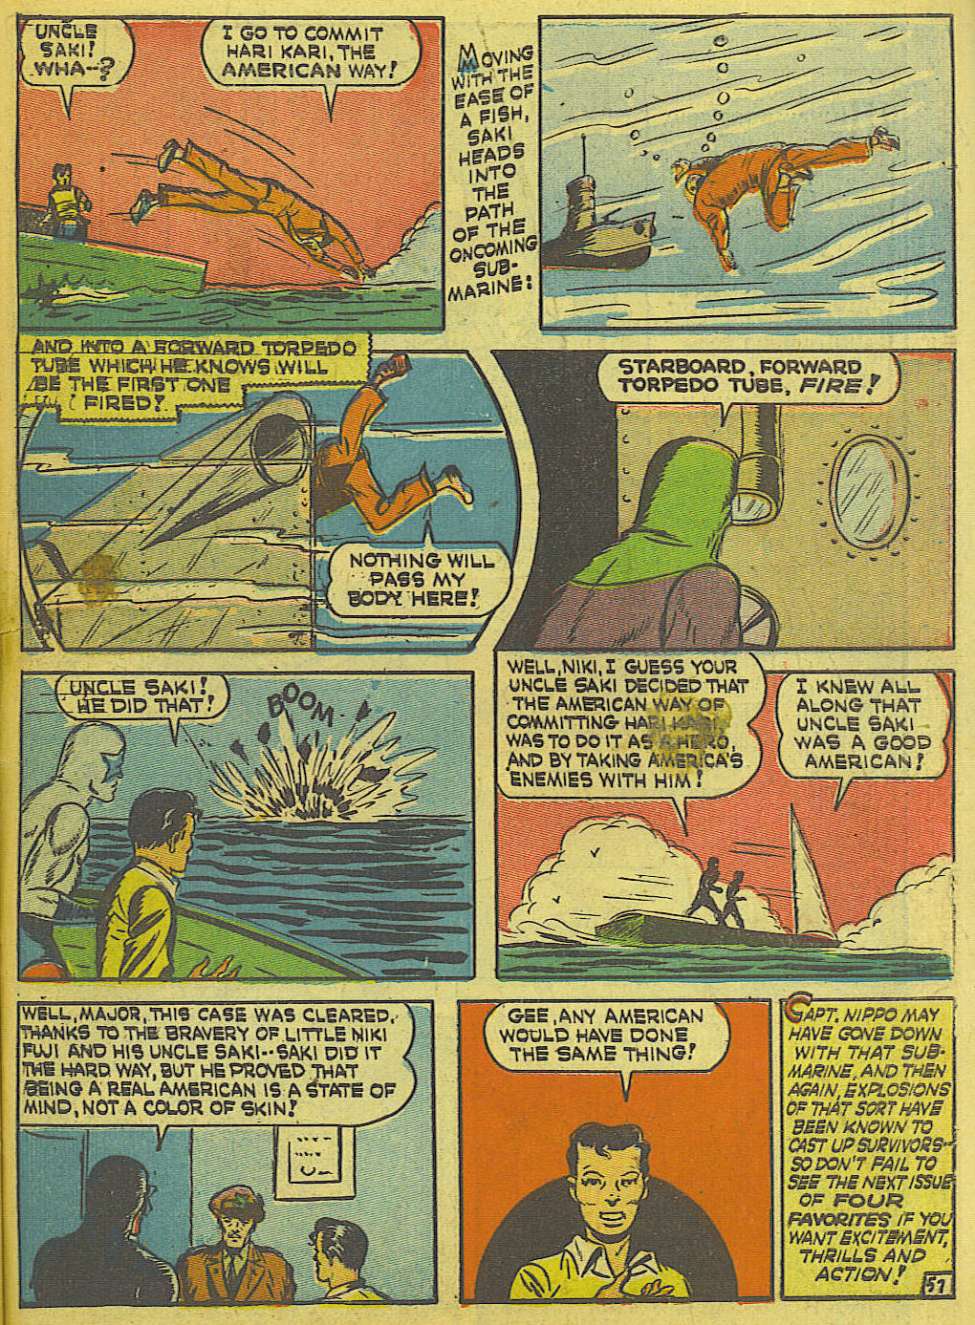 UNCLE
SAKI!
WHA--?
I GO TO COMMIT
HARI KARI, THE
AMERICAN WAY!
MOVING
WITH THE
EASE OF
A FISH,
SAKI
HEADS
INTO
THE
PATH
OF THE
ONCOMING
SUB-
MARINE:
AND INTO A FORWARD TORPEDO
TUBE WHICH HE KNOWS WILL
BE THE FIRST ONE
FIRED!
NOTHING WILL
PASS MY
BODY HERE!
STARBOARD, FORWARD
TORPEDO TUBE, FIRE!
UNCLE SAKI!
HE DID THAT!
BOOM
WELL, NIKI, I GUESS YOUR
UNCLE SAKI DECIDED THAT
THE AMERICAN WAY OF
COMMITTING HARI KARI
WAS TO DO IT AS A HERO,
AND BY TAKING AMERICA'S
ENEMIES WITH HIM!
I KNEW ALL
ALONG THAT
UNCLE SAKI
WAS A GOOD
AMERICAN!
WELL, MAJOR, THIS CASE WAS CLEARED,
THANKS TO THE BRAVERY OF LITTLE NIKI
FUJI AND HIS UNCLE SAKI--SAKI DID IT
THE HARD WAY, BUT HE PROVED THAT
BEING A REAL AMERICAN IS A STATE OF
MIND, NOT A COLOR OF SKIN!
GEE, ANY AMERICAN
WOULD HAVE DONE
THE SAME THING!
CAPT. NIPPO MAY
HAVE GONE DOWN
WITH THAT SUB-
MARINE, AND THEN
AGAIN, EXPLOSIONS
OF THAT SORT HAVE
BEEN KNOWN TO
CAST UP SURVIVORS--
SO DON'T FAIL TO
SEE THE NEXT ISSUE
OF FOUR
FAVORITES IF YOU
WANT EXCITEMENT,
THRILLS AND
ACTION!
57